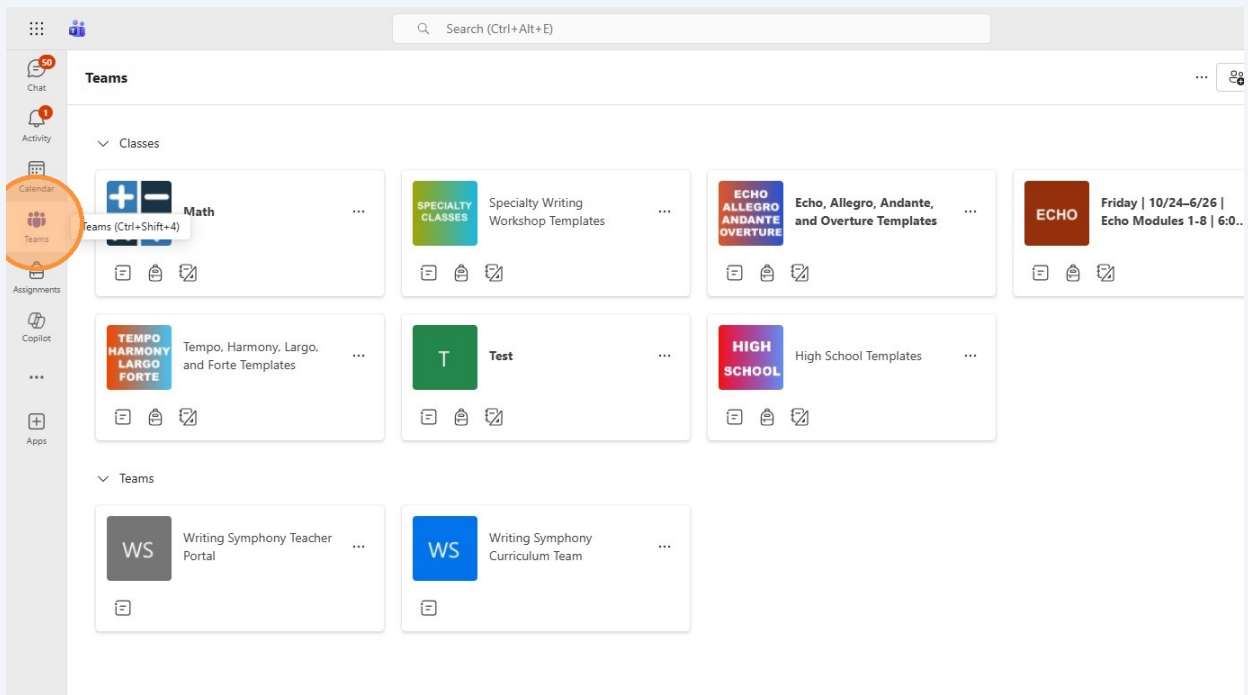 Search (Ctrl+Alt+E)
50
Chat
1
Activity
Calendar
Teams
Assignments
Copilot
Apps
Teams
Teams (Ctrl+Shift+4)
Classes
Math
SPECIALTY
CLASSES
Specialty Writing
Workshop Templates
ECHO
ALLEGRO
ANDANTE
OVERTURE
Echo, Allegro, Andante,
and Overture Templates
ECHO
Friday | 10/24–6/26 |
Echo Modules 1-8 | 6:0...
TEMPO
HARMONY
LARGO
FORTE
Tempo, Harmony, Largo,
and Forte Templates
T
Test
HIGH
SCHOOL
High School Templates
Teams
WS
Writing Symphony Teacher
Portal
WS
Writing Symphony
Curriculum Team